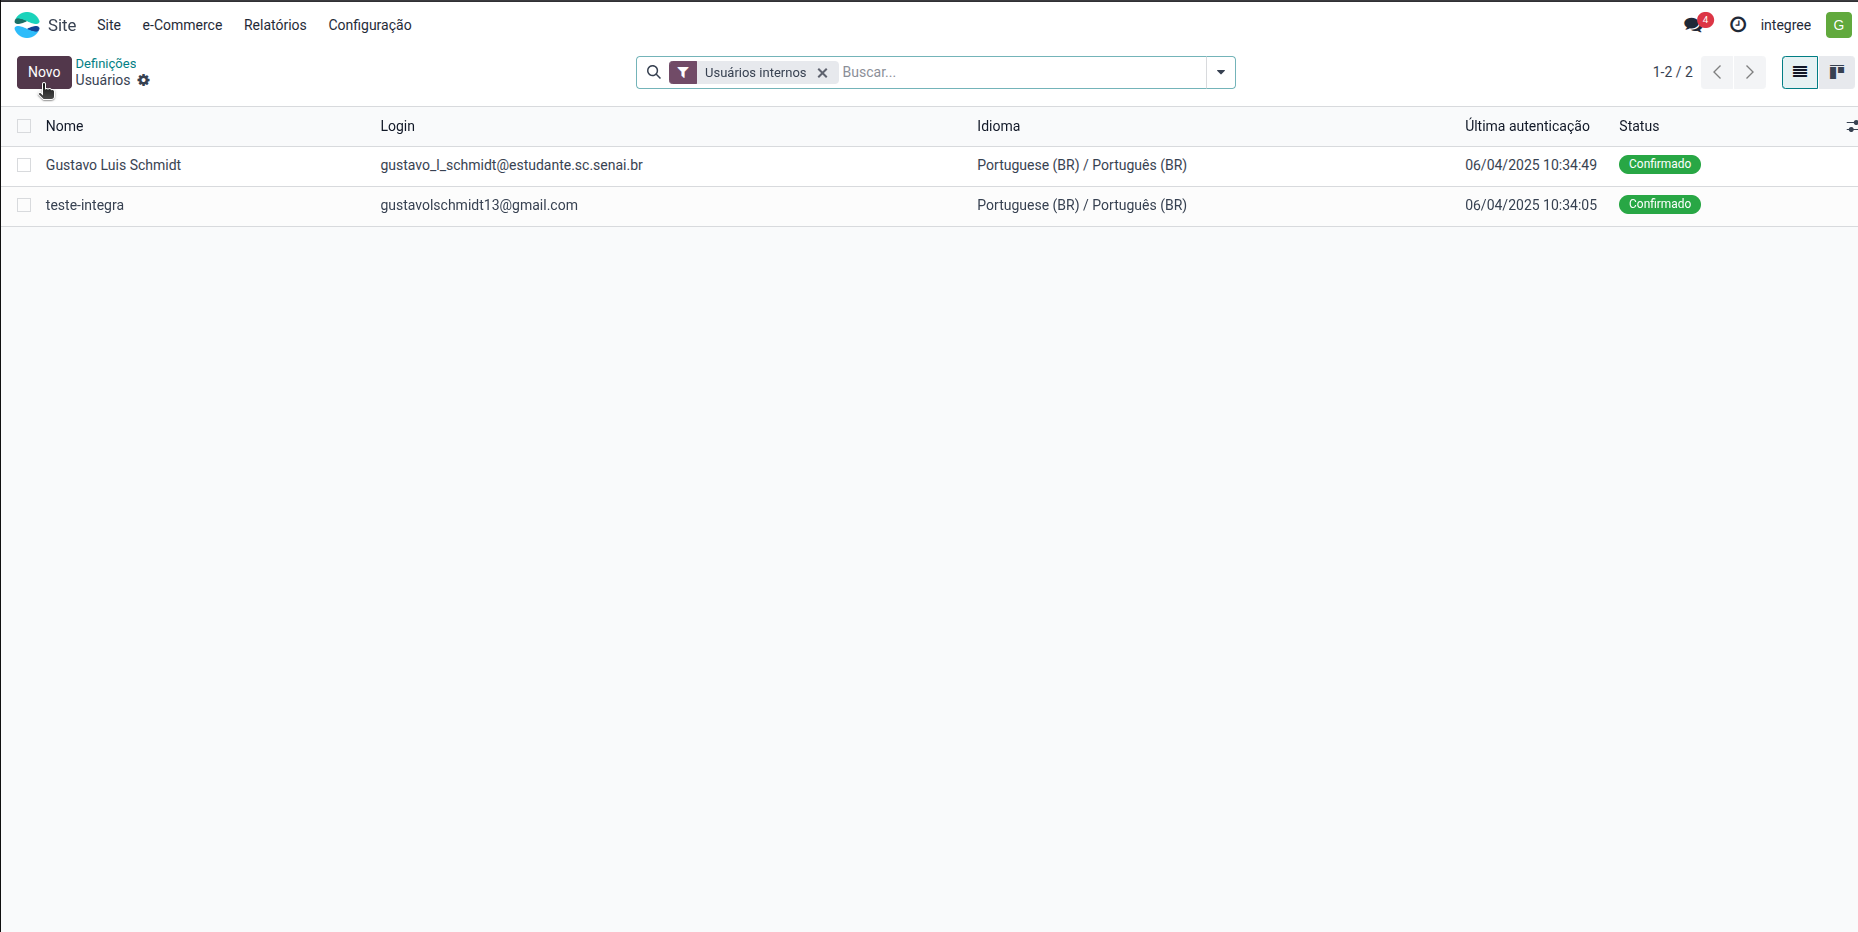 Site Site e-Commerce Relatórios Configuração 4 integree G
Novo Definições
Usuários Usuários internos Buscar... 1-2 / 2
Nome Login Idioma Última autenticação Status
Gustavo Luis Schmidt gustavo_l_schmidt@estudante.sc.senai.br Portuguese (BR) / Português (BR) 06/04/2025 10:34:49 Confirmado
teste-integra gustavolschmidt13@gmail.com Portuguese (BR) / Português (BR) 06/04/2025 10:34:05 Confirmado